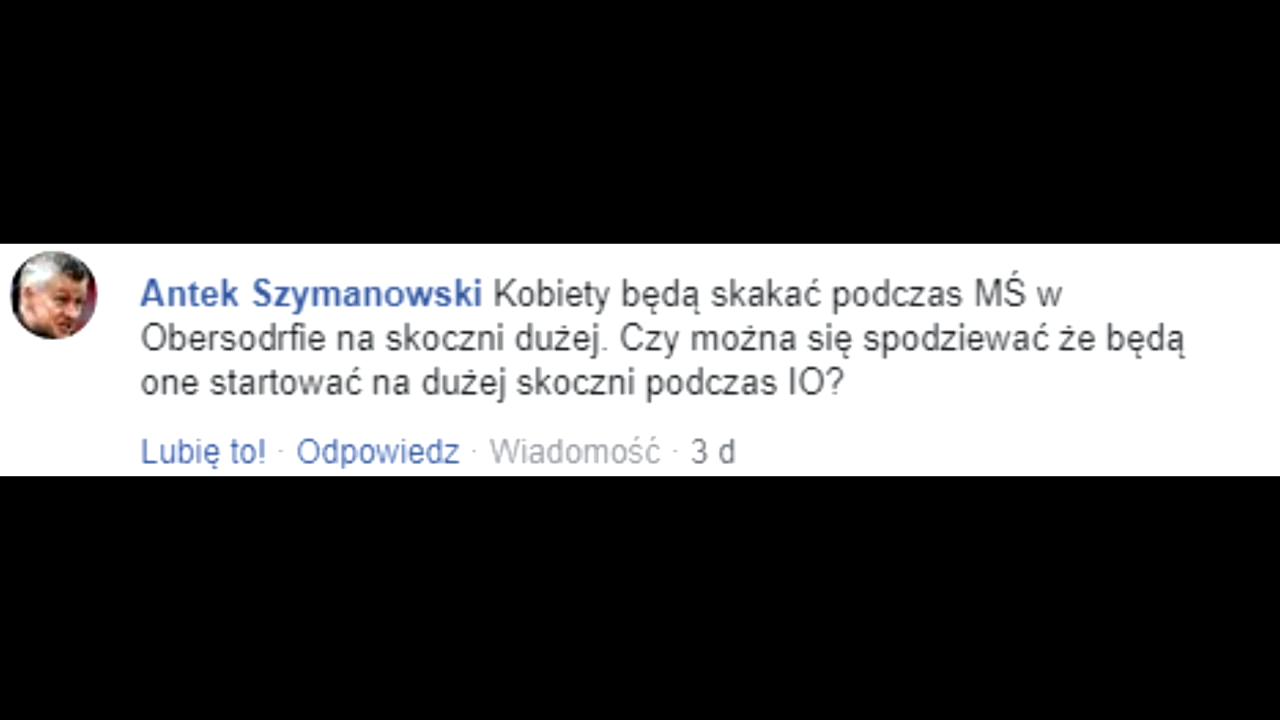 Antek Szymanowski Kobiety będą skakać podczas MŚ w
Obersodrfie na skoczni dużej. Czy można się spodziewać że będą
one startować na dużej skoczni podczas IO?
Lubię to! · Odpowiedz · Wiadomość · 3 d